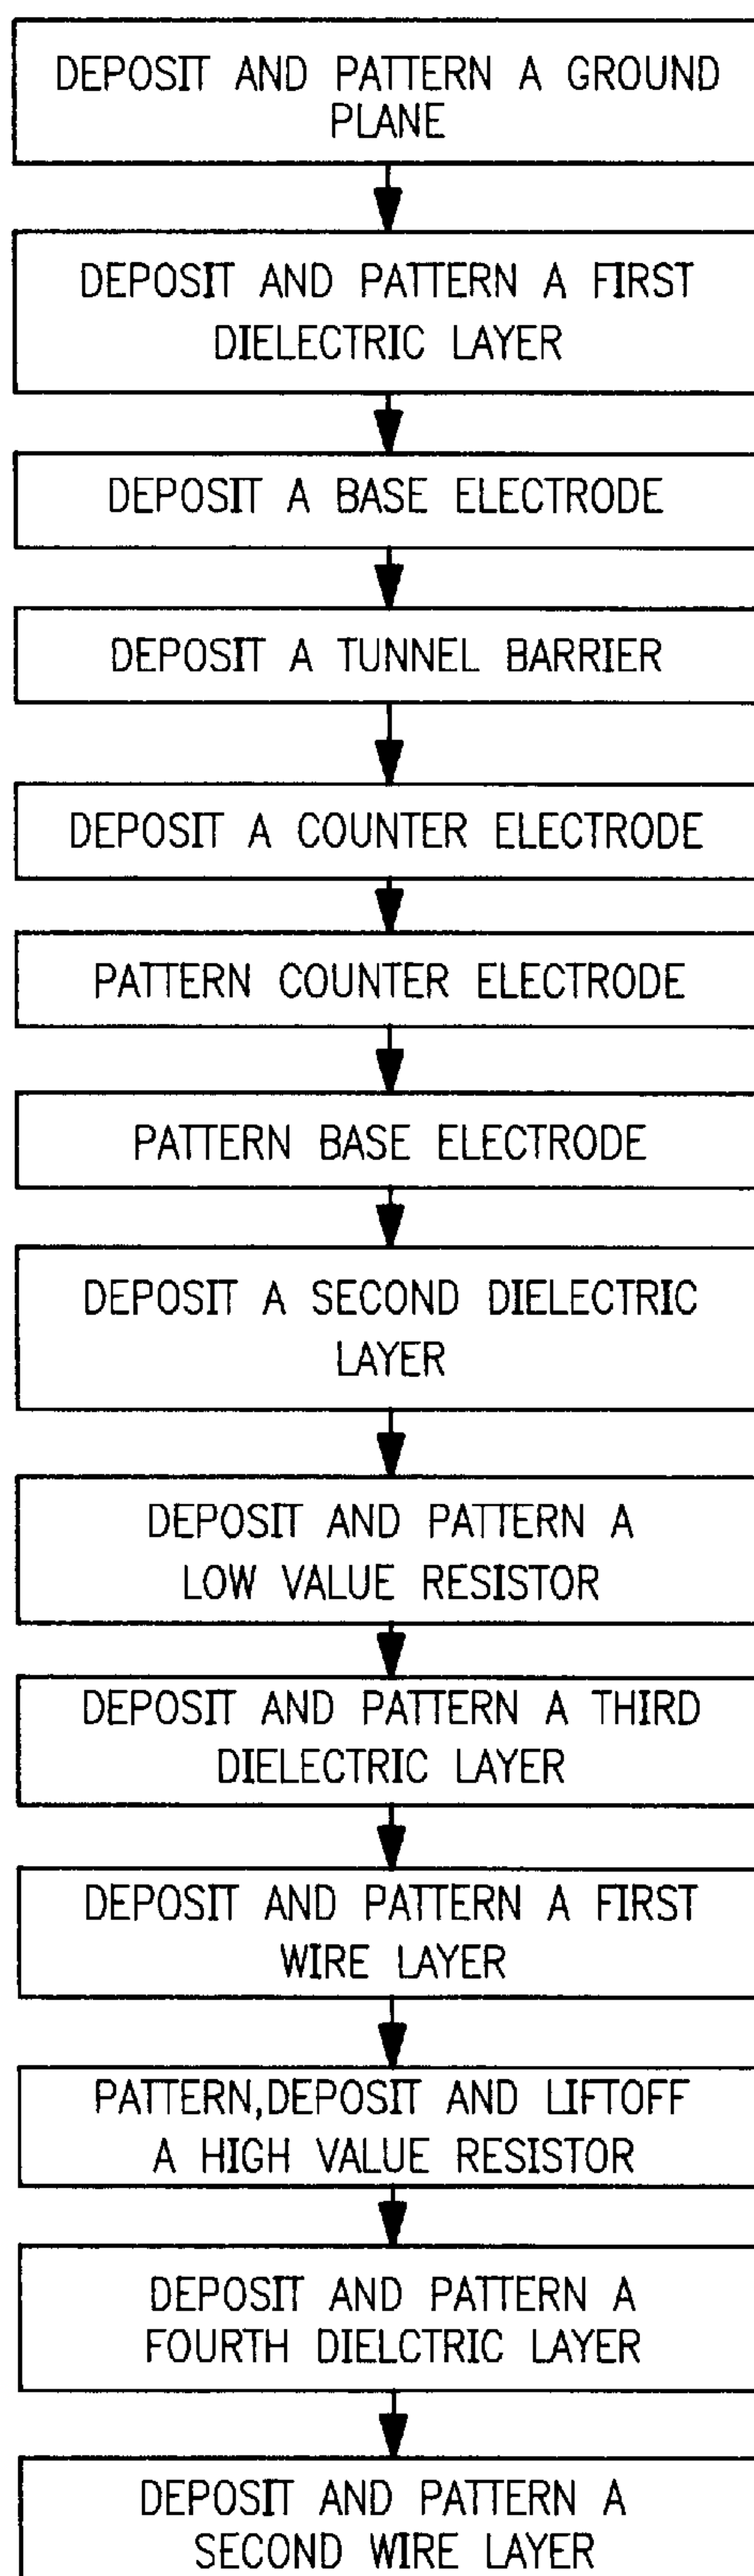 DEPOSIT AND PATTERN A GROUND
PLANE
DEPOSIT AND PATTERN A FIRST
DIELECTRIC LAYER
DEPOSIT A BASE ELECTRODE
DEPOSIT A TUNNEL BARRIER
DEPOSIT A COUNTER ELECTRODE
PATTERN COUNTER ELECTRODE
PATTERN BASE ELECTRODE
DEPOSIT A SECOND DIELECTRIC
LAYER
DEPOSIT AND PATTERN A
LOW VALUE RESISTOR
DEPOSIT AND PATTERN A THIRD
DIELECTRIC LAYER
DEPOSIT AND PATTERN A FIRST
WIRE LAYER
PATTERN,DEPOSIT AND LIFTOFF
A HIGH VALUE RESISTOR
DEPOSIT AND PATTERN A
FOURTH DIELCTRIC LAYER
DEPOSIT AND PATTERN A
SECOND WIRE LAYER